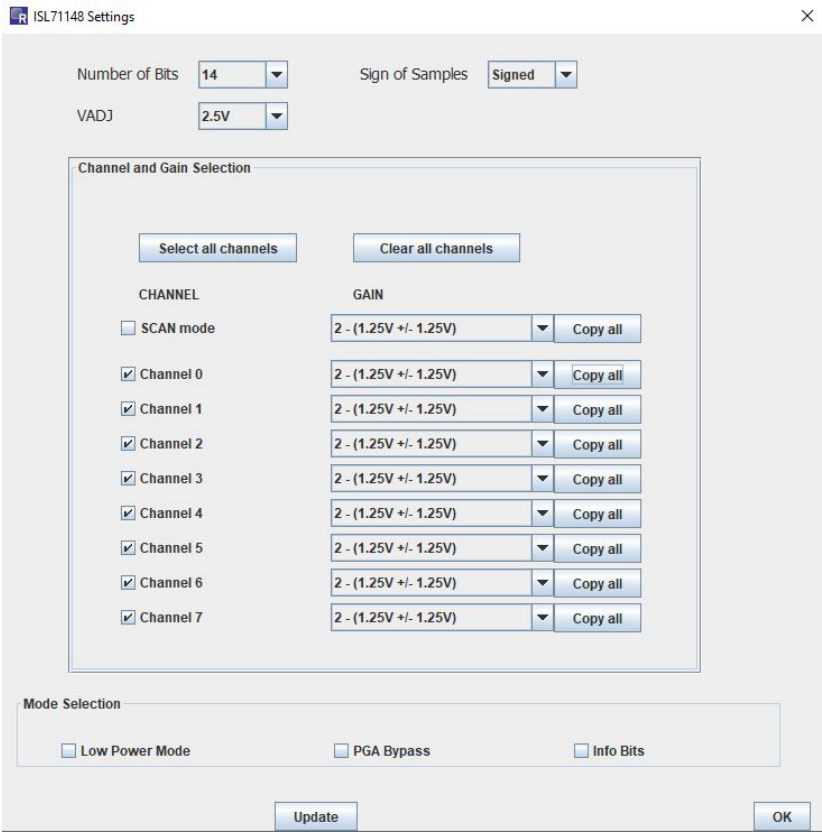 R ISL71148 Settings
Number of Bits 14 Sign of Samples Signed
VADJ 2.5V
Channel and Gain Selection
Select all channels Clear all channels
CHANNEL GAIN
SCAN mode 2 - (1.25V +/- 1.25V) Copy all
Channel 0 2 - (1.25V +/- 1.25V) Copy all
Channel 1 2 - (1.25V +/- 1.25V) Copy all
Channel 2 2 - (1.25V +/- 1.25V) Copy all
Channel 3 2 - (1.25V +/- 1.25V) Copy all
Channel 4 2 - (1.25V +/- 1.25V) Copy all
Channel 5 2 - (1.25V +/- 1.25V) Copy all
Channel 6 2 - (1.25V +/- 1.25V) Copy all
Channel 7 2 - (1.25V +/- 1.25V) Copy all
Mode Selection
Low Power Mode PGA Bypass Info Bits
Update OK